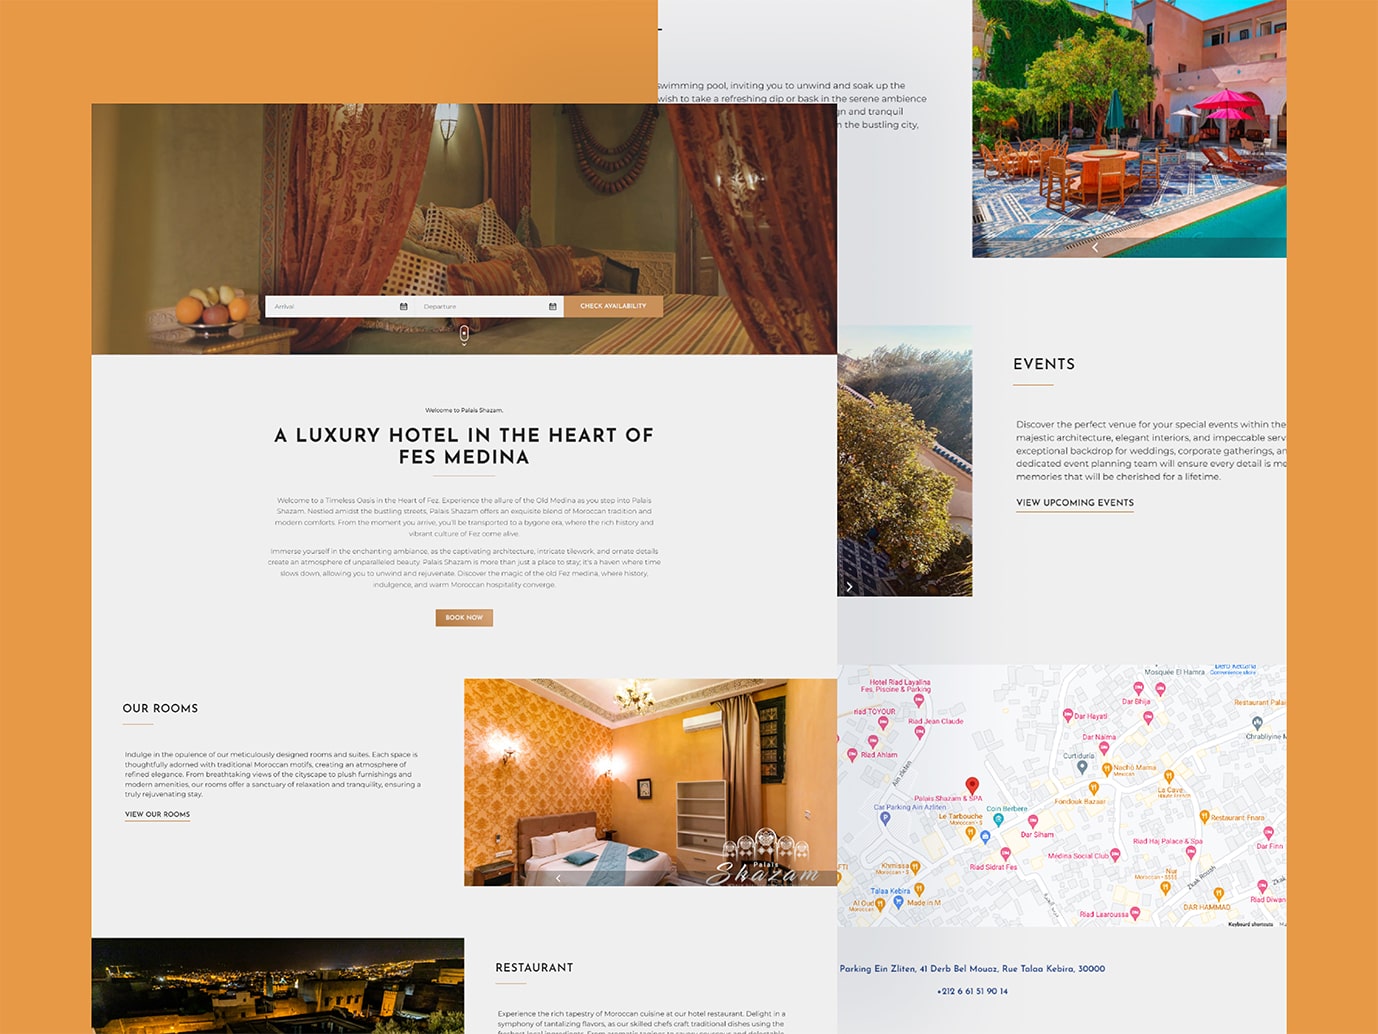 swimming pool, inviting you to unwind and soak up the
wish to take a refreshing dip or bask in the serene ambience
gn and tranquil
n the bustling city,
Arrival
Departure
CHECK AVAILABILITY
Welcome to Palais Shazam,
A LUXURY HOTEL IN THE HEART OF
FES MEDINA
Welcome to a Timeless Oasis in the Heart of Fez. Experience the allure of the Old Medina as you step into Palais
Shazam. Nestled amidst the bustling streets, Palais Shazam offers an exquisite blend of Moroccan tradition and
modern comforts. From the moment you arrive, you'll be transported to a bygone era, where the rich history and
vibrant culture of Fez come alive.
Immerse yourself in the enchanting ambiance, as the captivating architecture, intricate tilework, and ornate details
create an atmosphere of unparalleled beauty. Palais Shazam is more than just a place to stay; it's a haven where time
slows down, allowing you to unwind and rejuvenate. Discover the magic of the old Fez medina, where history,
indulgence, and warm Moroccan hospitality converge.
BOOK NOW
OUR ROOMS
Indulge in the opulence of our meticulously designed rooms and suites. Each space is
thoughtfully adorned with traditional Moroccan motifs, creating an atmosphere of
refined elegance. From breathtaking views of the cityscape to plush furnishings and
modern amenities, our rooms offer a sanctuary of relaxation and tranquility, ensuring a
truly rejuvenating stay.
VIEW OUR ROOMS
Palais
Shazam
RESTAURANT
Experience the rich tapestry of Moroccan cuisine at our hotel restaurant. Delight in a
symphony of tantalizing flavors, as our skilled chefs craft traditional dishes using the
EVENTS
Discover the perfect venue for your special events within the
majestic architecture, elegant interiors, and impeccable serv
exceptional backdrop for weddings, corporate gatherings, an
dedicated event planning team will ensure every detail is me
memories that will be cherished for a lifetime.
VIEW UPCOMING EVENTS
Mosquée El Hamra
Convenience store
Hotel Riad Layalina
Fes, Piscine & Parking
Dar Bhija
Restaurant Palai
riad TOYOUR
Riad Jean Claude
Dar Hayati
Chrabliyine M
Dar Naima
Riad Ahlam
Curtiduría
Nacho Mama
Mexican
Ain Azliten
Palais Shazam & SPA
La Cave
Haute French
Car Parking Ain Azliten
Coin Berbere
Fondouk Bazaar
Le Tarbouche
Moroccan • $
Restaurant Fnara
Dar Siham
Riad Haj Palace & Spa
Dar Finn
Riad Sidrat Fes
Medina Social Club
Khmissa
Moroccan • $
Nur
Moroccan • $$$$
Zkak Rouah
Zkak
Talaa Kebira
Al Oud
Moroccan
Made in M
DAR HAMMAD
Riad Diwan
Riad Laaroussa
Keyboard shortcuts
Parking Ein Zliten, 41 Derb Bel Mouaz, Rue Talaa Kebira, 30000
+212 6 61 51 90 14